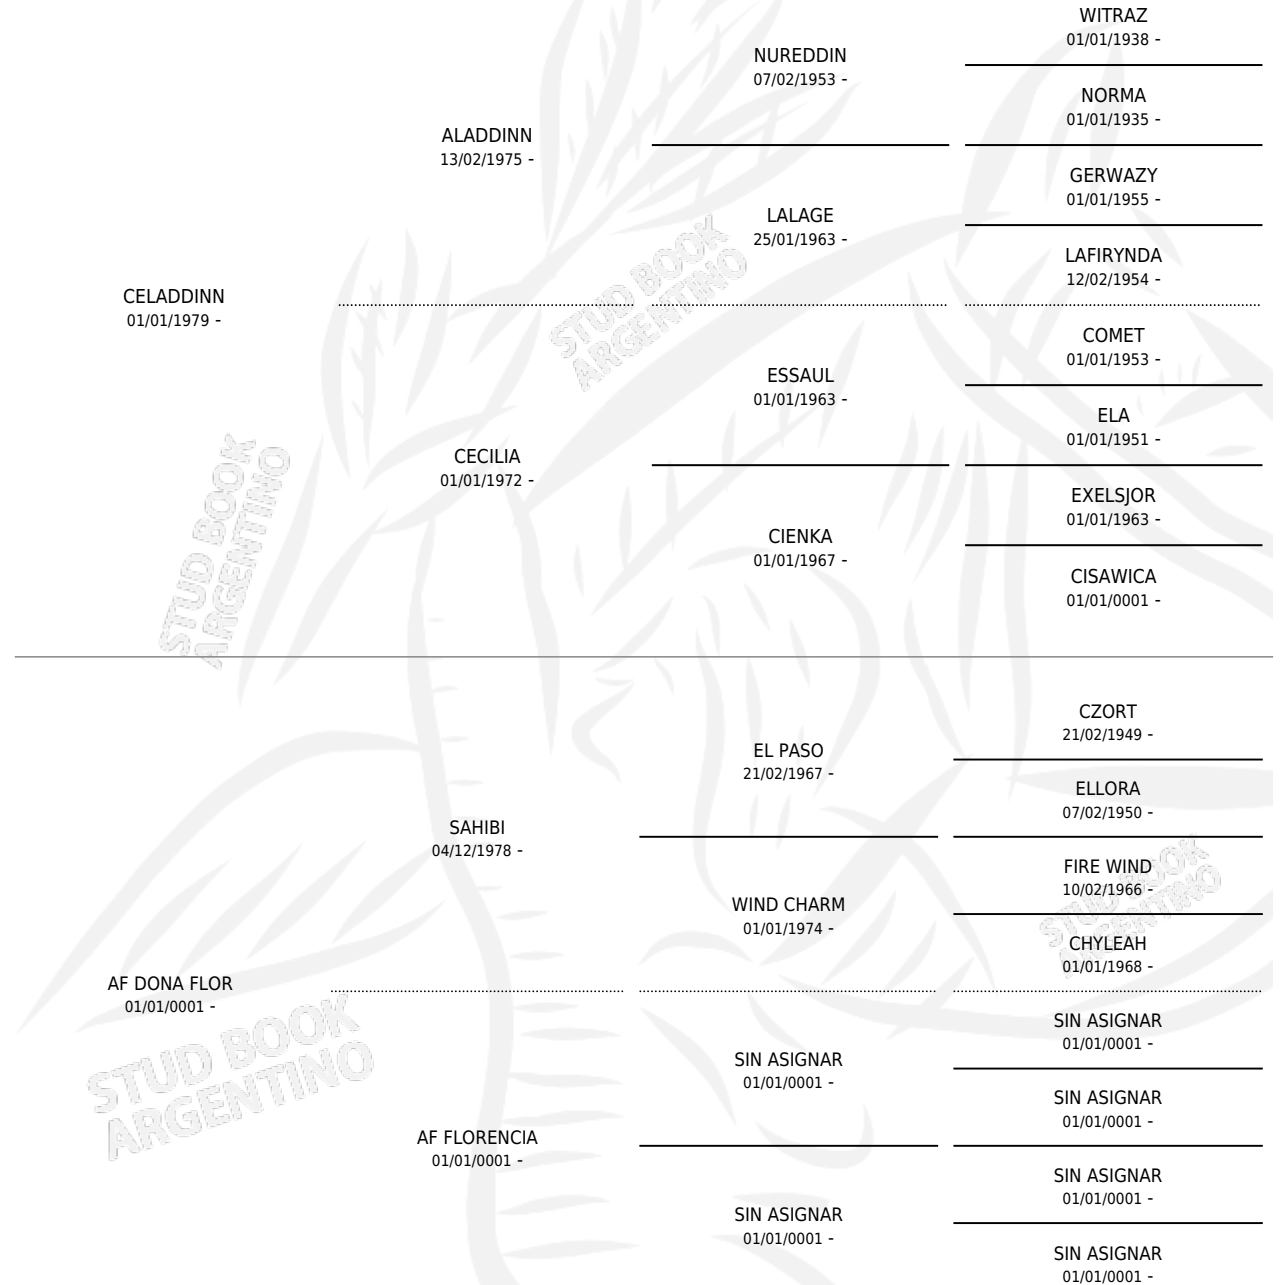 WITRAZ
01/01/1938 -
NUREDDIN
07/02/1953 -
NORMA
01/01/1935 -
ALADDINN
13/02/1975 -
GERWAZY
01/01/1955 -
LALAGE
25/01/1963 -
LAFIRYNDA
12/02/1954 -
CELADDINN
01/01/1979 -
COMET
01/01/1953 -
ESSAUL
01/01/1963 -
ELA
01/01/1951 -
CECILIA
01/01/1972 -
EXELSJOR
01/01/1963 -
CIENKA
01/01/1967 -
CISAWICA
01/01/0001 -
CZORT
21/02/1949 -
EL PASO
21/02/1967 -
ELLORA
07/02/1950 -
SAHIBI
04/12/1978 -
FIRE WIND
10/02/1966 -
WIND CHARM
01/01/1974 -
CHYLEAH
01/01/1968 -
AF DONA FLOR
01/01/0001 -
SIN ASIGNAR
01/01/0001 -
SIN ASIGNAR
01/01/0001 -
SIN ASIGNAR
01/01/0001 -
AF FLORENCIA
01/01/0001 -
SIN ASIGNAR
01/01/0001 -
SIN ASIGNAR
01/01/0001 -
SIN ASIGNAR
01/01/0001 -
STUD BOOK
ARGENTINO
STUD BOOK
ARGENTINO
STUD BOOK
ARGENTINO
STUD BOOK
ARGENTINO